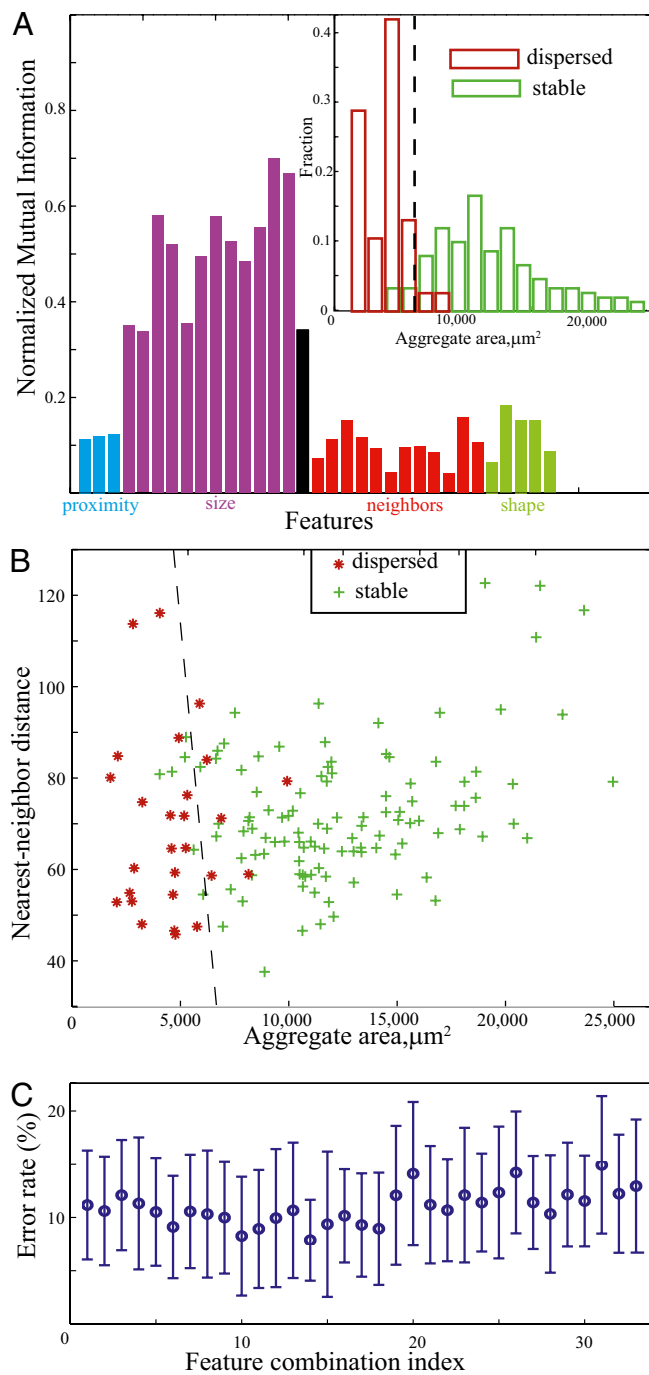 A
Normalized Mutual Information
0.8
0.6
0.4
0.2
proximity
size
neighbors
shape
Features
Fraction
0.4
0.3
0.2
0.1
0
0
10,000
20,000
Aggregate area,μm²
dispersed
stable
B
dispersed
stable
Nearest-neighbor distance
120
100
80
60
40
0
5,000
10,000
15,000
20,000
25,000
Aggregate area,μm²
C
Error rate (%)
20
10
0
10
20
30
Feature combination index